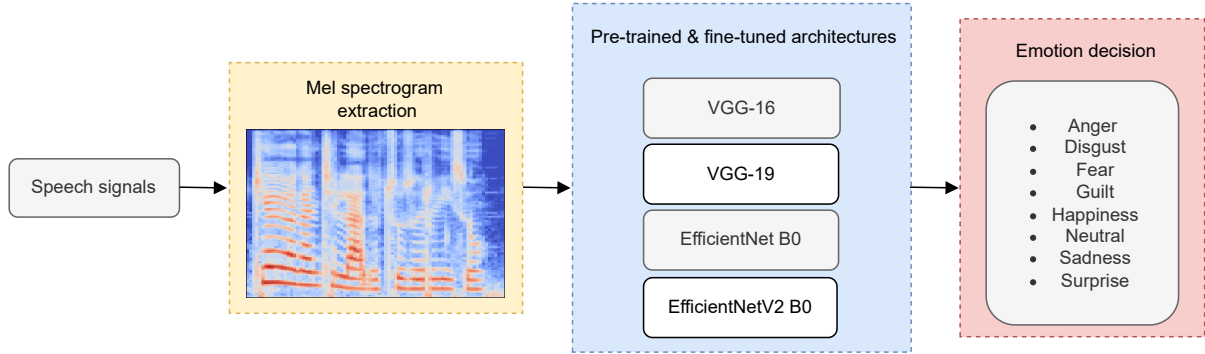 Speech signals
Mel spectrogram
extraction
Pre-trained & fine-tuned architectures
VGG-16
VGG-19
EfficientNet B0
EfficientNetV2 B0
Emotion decision
• Anger
• Disgust
• Fear
• Guilt
• Happiness
• Neutral
• Sadness
• Surprise